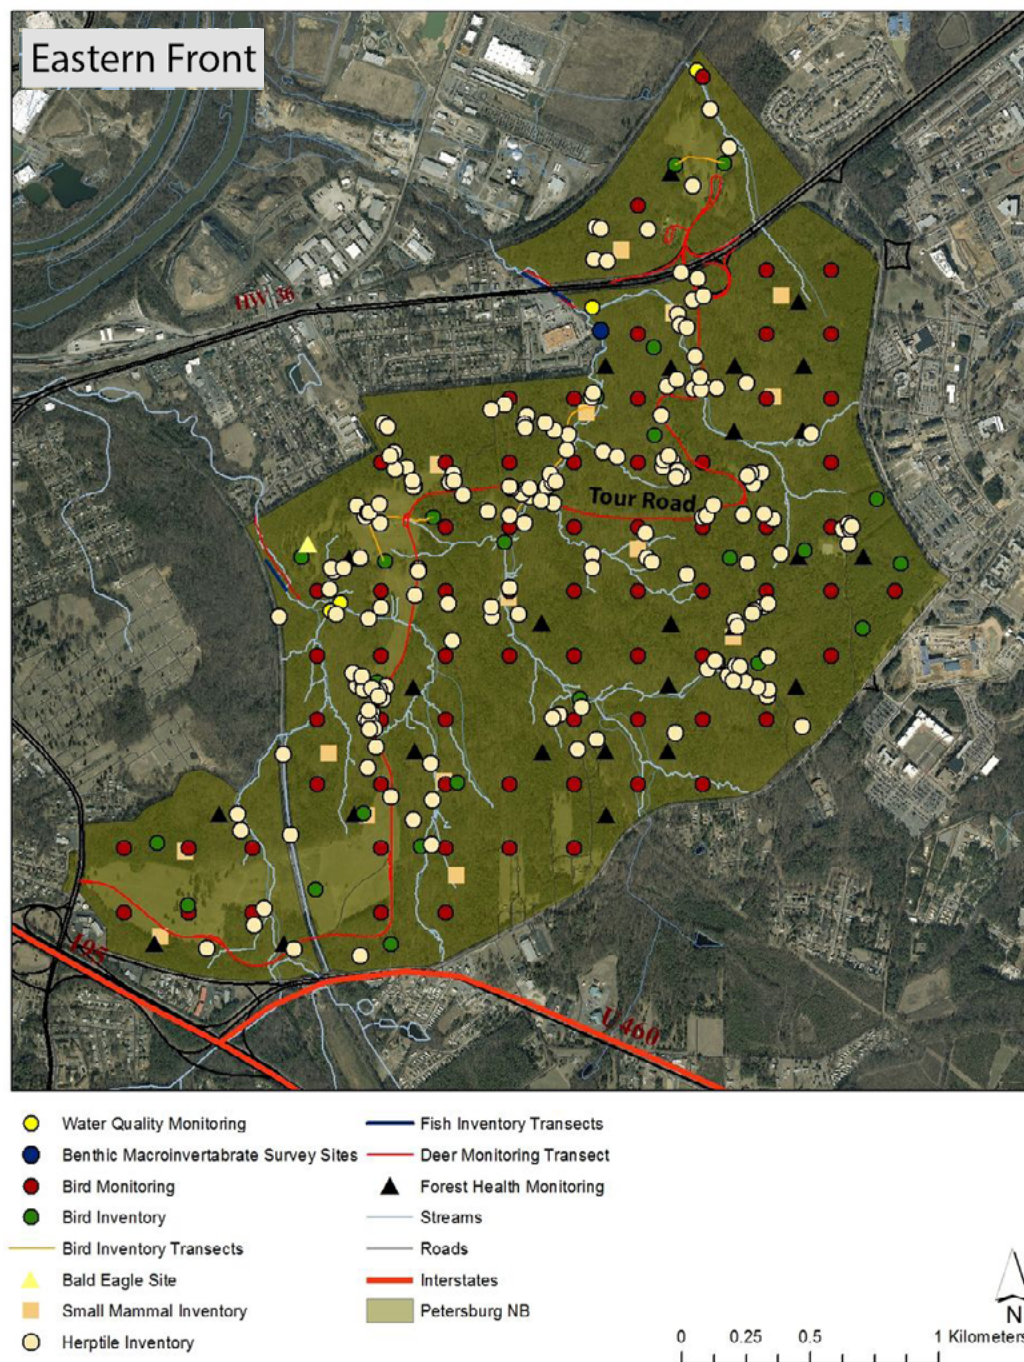 Eastern Front
HW 36
Tour Road
I 95
U460
Water Quality Monitoring
Benthic Macroinvertabrate Survey Sites
Bird Monitoring
Bird Inventory
Bird Inventory Transects
Bald Eagle Site
Small Mammal Inventory
Herptile Inventory
Fish Inventory Transects
Deer Monitoring Transect
Forest Health Monitoring
Streams
Roads
Interstates
Petersburg NB
N
0 0.25 0.5 1 Kilometers